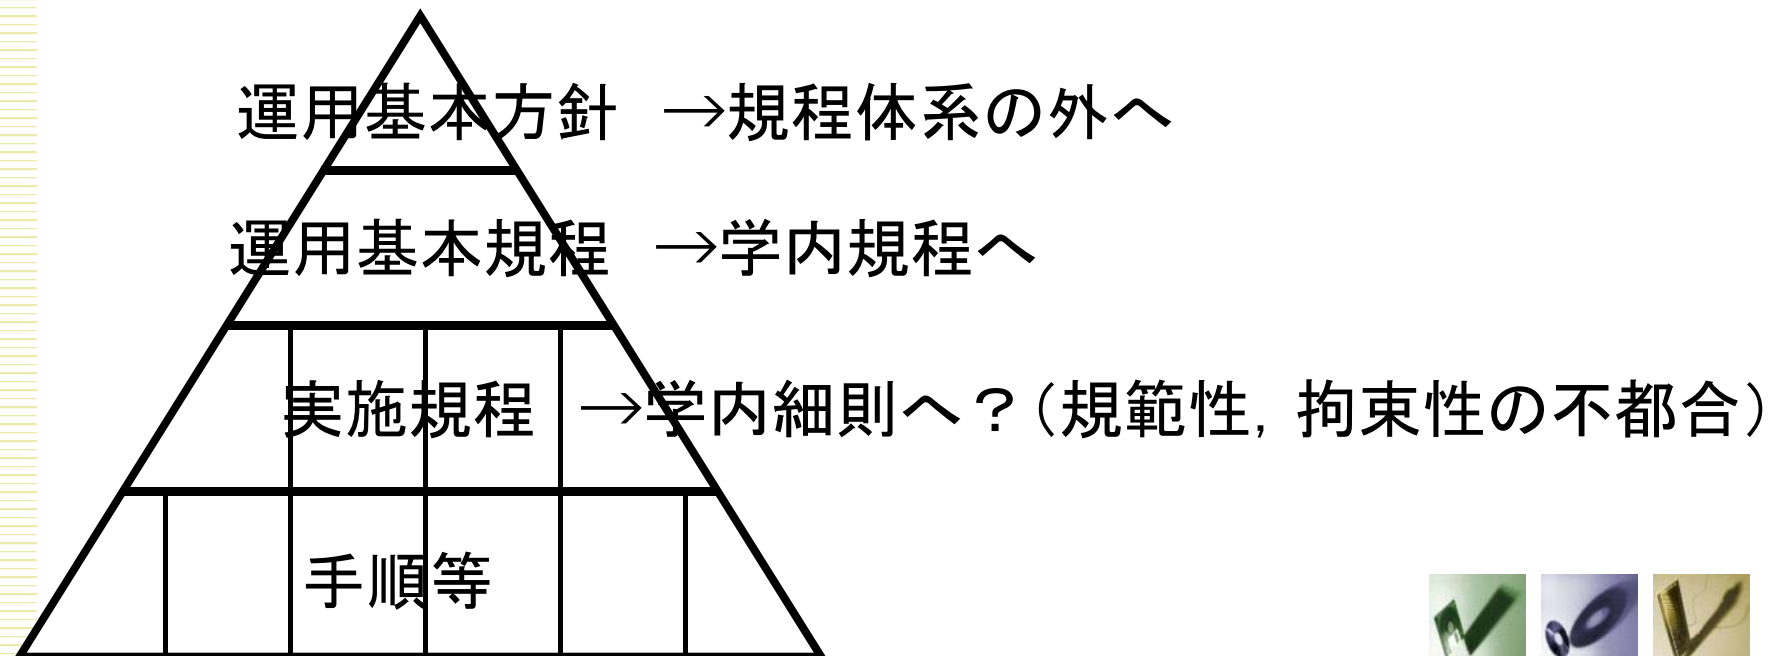 運用基本方針　→規程体系の外へ
運用基本規程　→学内規程へ
実施規程　→学内細則へ？（規範性，拘束性の不都合）
手順等